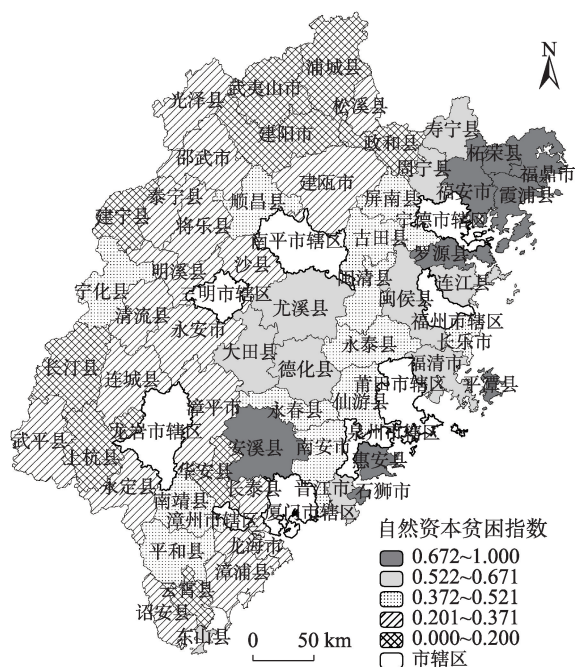 N
浦城县
武夷山市
光泽县
松溪县
建阳市
寿宁县
政和县
柘荣县
邵武市
周宁县
福鼎市
建瓯市
福安市
霞浦县
泰宁县
屏南县
顺昌县
建宁县
宁德市辖区
将乐县
古田县
南平市辖区
罗源县
沙县
明溪县
闽清县
连江县
宁化县
三明市辖区
闽侯县
尤溪县
清流县
福州市辖区
永安市
长乐市
大田县
永泰县
福清市
长汀县
德化县
连城县
莆田市辖区
平潭县
漳平市
仙游县
永春县
龙岩市辖区
泉州市辖区
武平县
安溪县
南安市
上杭县
惠安县
华安县
永定县
长泰县
晋江市
石狮市
南靖县
厦门市辖区
漳州市辖区
龙海市
平和县
漳浦县
云霄县
诏安县
东山县
0 50 km
自然资本贫困指数
0.672~1.000
0.522~0.671
0.372~0.521
0.201~0.371
0.000~0.200
市辖区